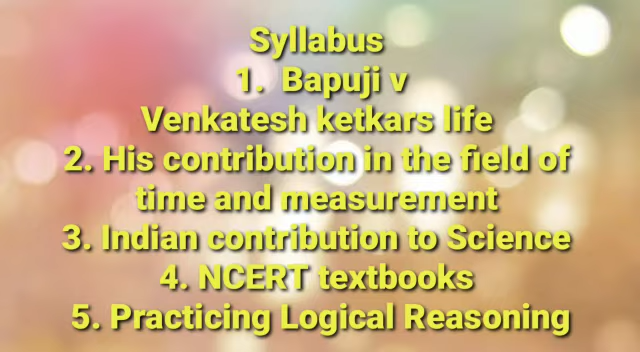 Syllabus
1. Bapuji v
Venkatesh ketkars life
2. His contribution in the field of
time and measurement
3. Indian contribution to Science
4. NCERT textbooks
5. Practicing Logical Reasoning